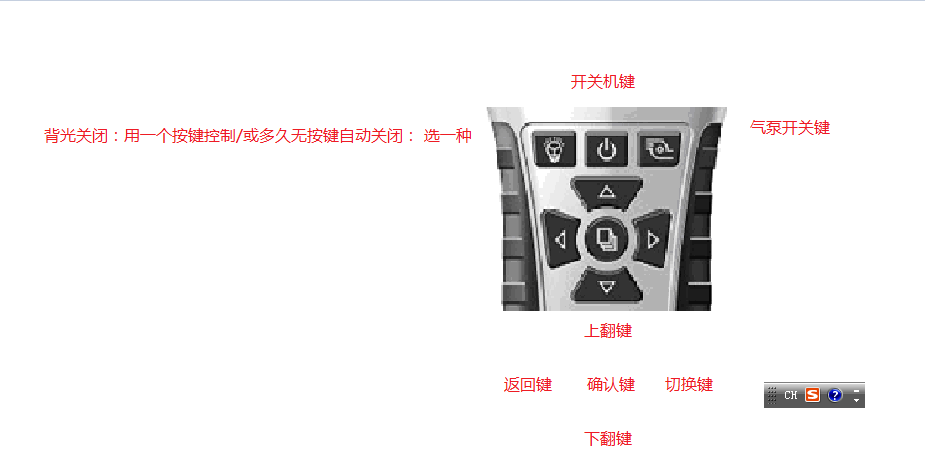 开关机键
背光关闭：用一个按键控制/或多久无按键自动关闭： 选一种
气泵开关键
上翻键
返回键 确认键 切换键
CH S ?
下翻键